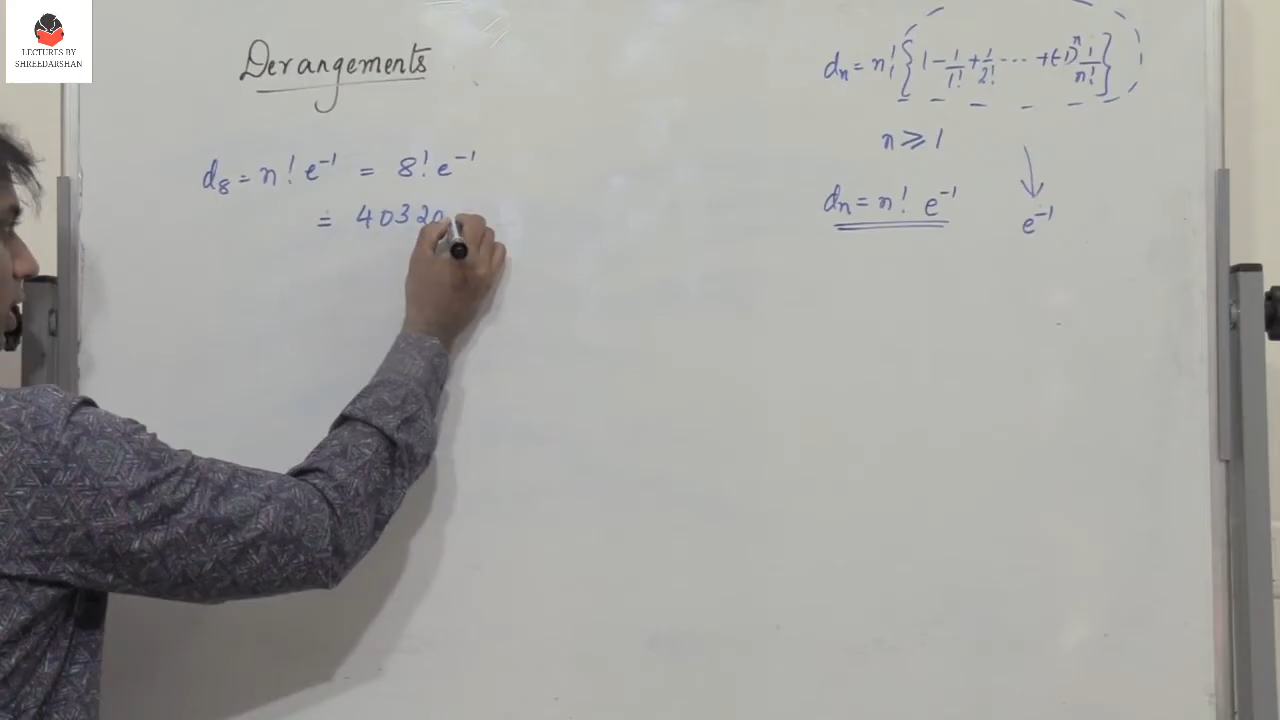 LECTURES BY
SHREEDARSHAN
Derangements
d₈ = n! e⁻¹ = 8! e⁻¹
= 40320
dₙ = n! { 1 - 1/1! + 1/2! ... + (-1)ⁿ 1/n! }
n ≥ 1
dₙ = n! e⁻¹
e⁻¹